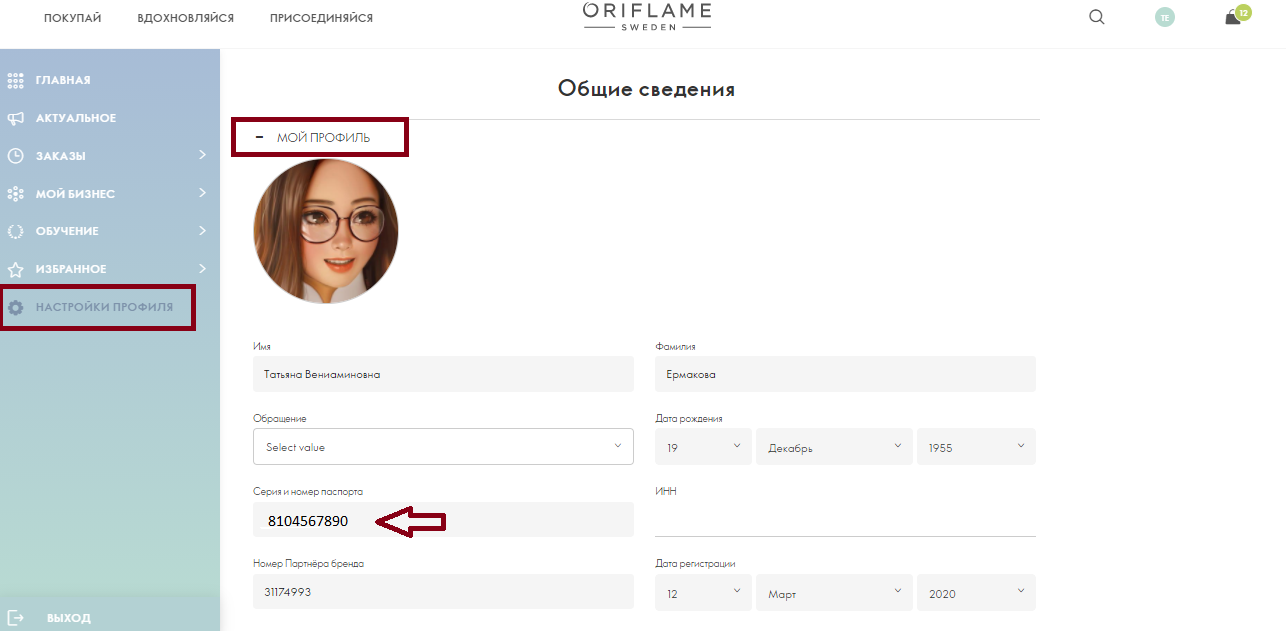 ПОКУПАЙ ВДОХНОВЛЯЙСЯ ПРИСОЕДИНЯЙСЯ
ORIFLAME
SWEDEN
TE
12
ГЛАВНАЯ
АКТУАЛЬНОЕ
ЗАКАЗЫ
МОЙ БИЗНЕС
ОБУЧЕНИЕ
ИЗБРАННОЕ
НАСТРОЙКИ ПРОФИЛЯ
ВЫХОД
Общие сведения
МОЙ ПРОФИЛЬ
Имя Фамилия
Татьяна Вениаминовна Ермакова
Обращение Дата рождения
Select value 19 Декабрь 1955
Серия и номер паспорта ИНН
8104567890
Номер Партнёра бренда Дата регистрации
31174993 12 Март 2020